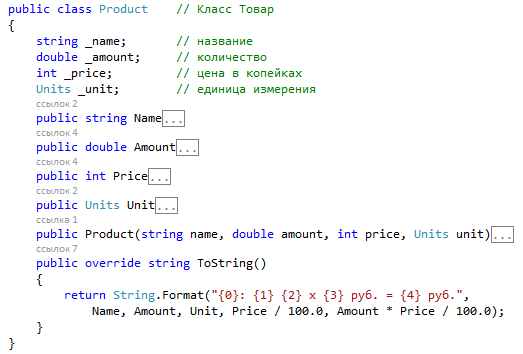 public class Product    // Класс Товар
{
    string _name;       // название
    double _amount;     // количество
    int _price;         // цена в копейках
    Units _unit;        // единица измерения
    ссылок 2
    public string Name...
    ссылок 4
    public double Amount...
    ссылок 4
    public int Price...
    ссылок 2
    public Units Unit...
    ссылка 1
    public Product(string name, double amount, int price, Units unit)...
    ссылок 7
    public override string ToString()
    {
        return String.Format("{0}: {1} {2} x {3} руб. = {4} руб.",
            Name, Amount, Unit, Price / 100.0, Amount * Price / 100.0);
    }
}